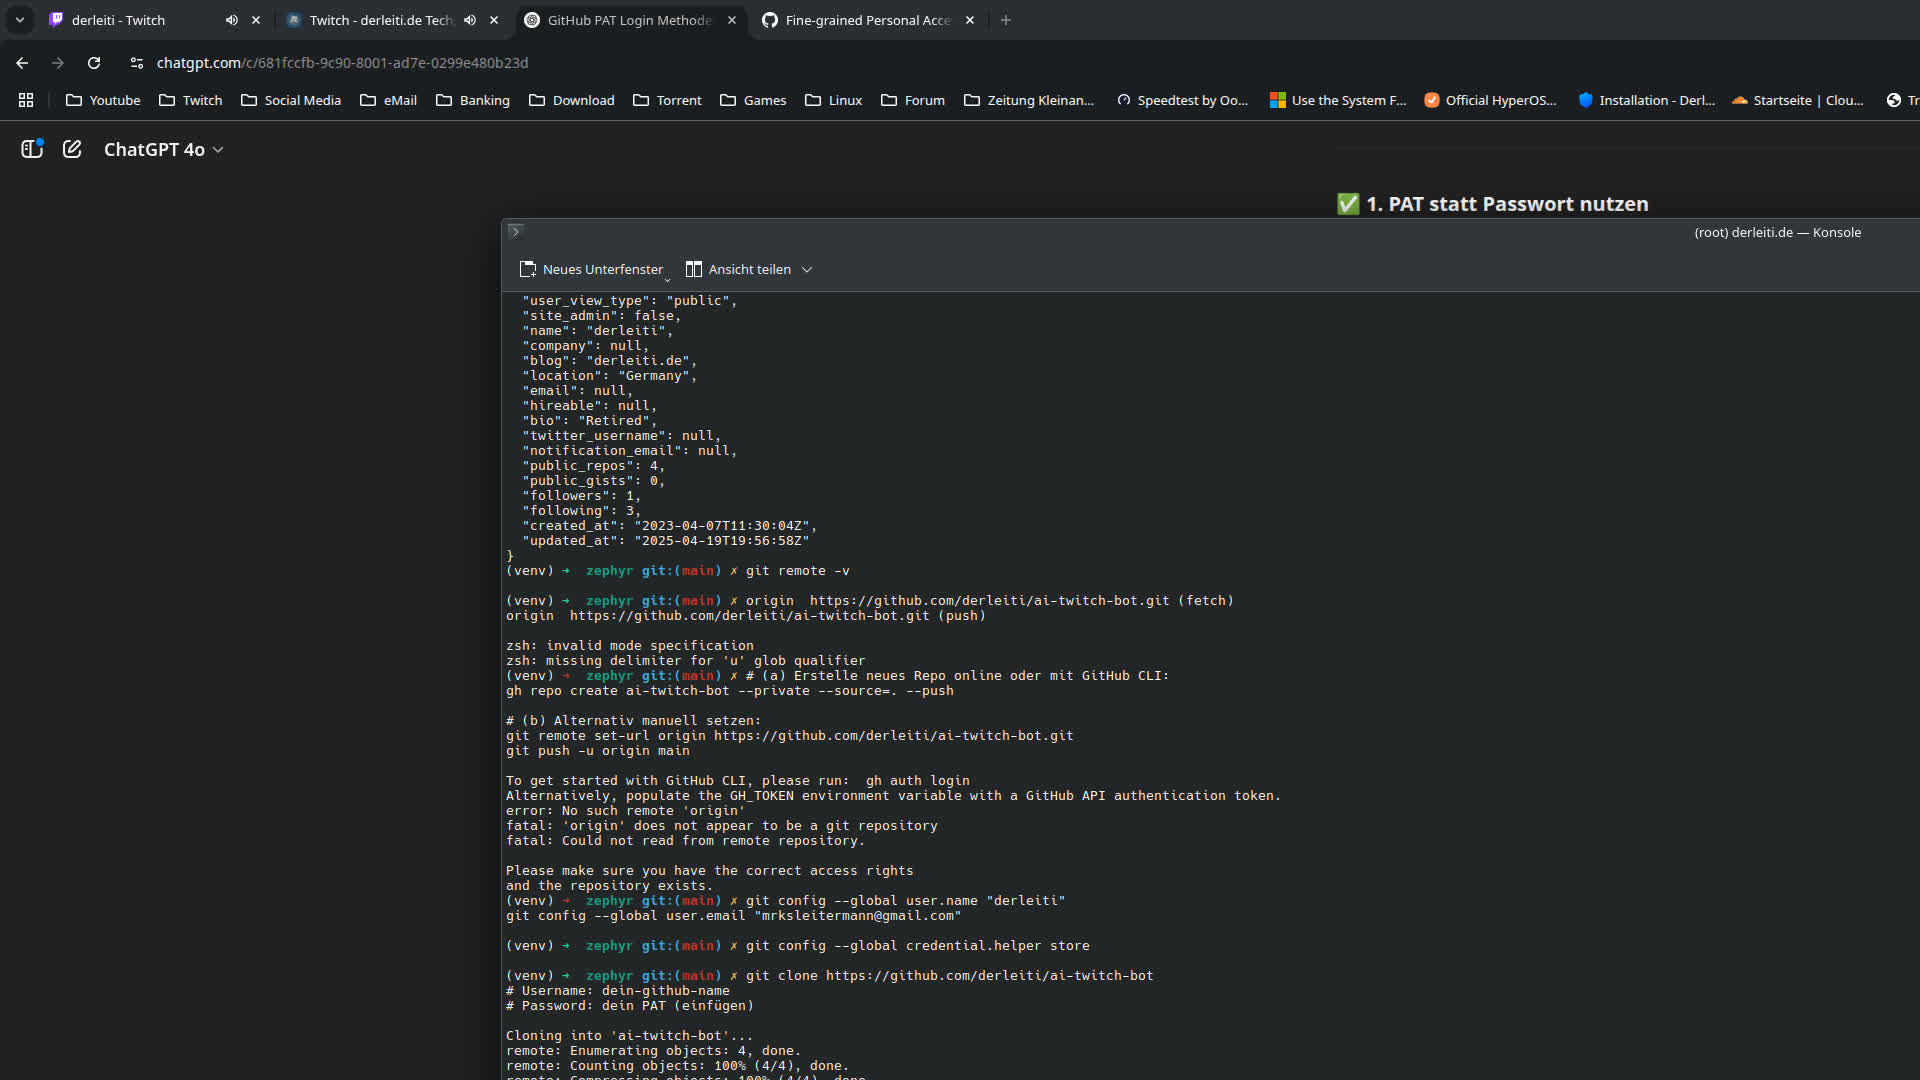 derleiti - Twitch
Twitch - derleiti.de Tech
GitHub PAT Login Methode
Fine-grained Personal Acce
chatgpt.com/c/681fccfb-9c90-8001-ad7e-0299e480b23d
Youtube
Twitch
Social Media
eMail
Banking
Download
Torrent
Games
Linux
Forum
Zeitung Kleinan...
Speedtest by Oo...
Use the System F...
Official HyperOS...
Installation - Derl...
Startseite | Clou...
Tr
ChatGPT 4o
✅ 1. PAT statt Passwort nutzen
(root) derleiti.de — Konsole
Neues Unterfenster
Ansicht teilen
"user_view_type": "public",
"site_admin": false,
"name": "derleiti",
"company": null,
"blog": "derleiti.de",
"location": "Germany",
"email": null,
"hireable": null,
"bio": "Retired",
"twitter_username": null,
"notification_email": null,
"public_repos": 4,
"public_gists": 0,
"followers": 1,
"following": 3,
"created_at": "2023-04-07T11:30:04Z",
"updated_at": "2025-04-19T19:56:58Z"
}
(venv) ➜  zephyr git:(main) ✗ git remote -v
(venv) ➜  zephyr git:(main) ✗ origin  https://github.com/derleiti/ai-twitch-bot.git (fetch)
origin  https://github.com/derleiti/ai-twitch-bot.git (push)
zsh: invalid mode specification
zsh: missing delimiter for 'u' glob qualifier
(venv) ➜  zephyr git:(main) ✗ # (a) Erstelle neues Repo online oder mit GitHub CLI:
gh repo create ai-twitch-bot --private --source=. --push
# (b) Alternativ manuell setzen:
git remote set-url origin https://github.com/derleiti/ai-twitch-bot.git
git push -u origin main
To get started with GitHub CLI, please run:  gh auth login
Alternatively, populate the GH_TOKEN environment variable with a GitHub API authentication token.
error: No such remote 'origin'
fatal: 'origin' does not appear to be a git repository
fatal: Could not read from remote repository.
Please make sure you have the correct access rights
and the repository exists.
(venv) ➜  zephyr git:(main) ✗ git config --global user.name "derleiti"
git config --global user.email "mrksleitermann@gmail.com"
(venv) ➜  zephyr git:(main) ✗ git config --global credential.helper store
(venv) ➜  zephyr git:(main) ✗ git clone https://github.com/derleiti/ai-twitch-bot
# Username: dein-github-name
# Password: dein PAT (einfügen)
Cloning into 'ai-twitch-bot'...
remote: Enumerating objects: 4, done.
remote: Counting objects: 100% (4/4), done.
remote: Compressing objects: 100% (4/4), done.